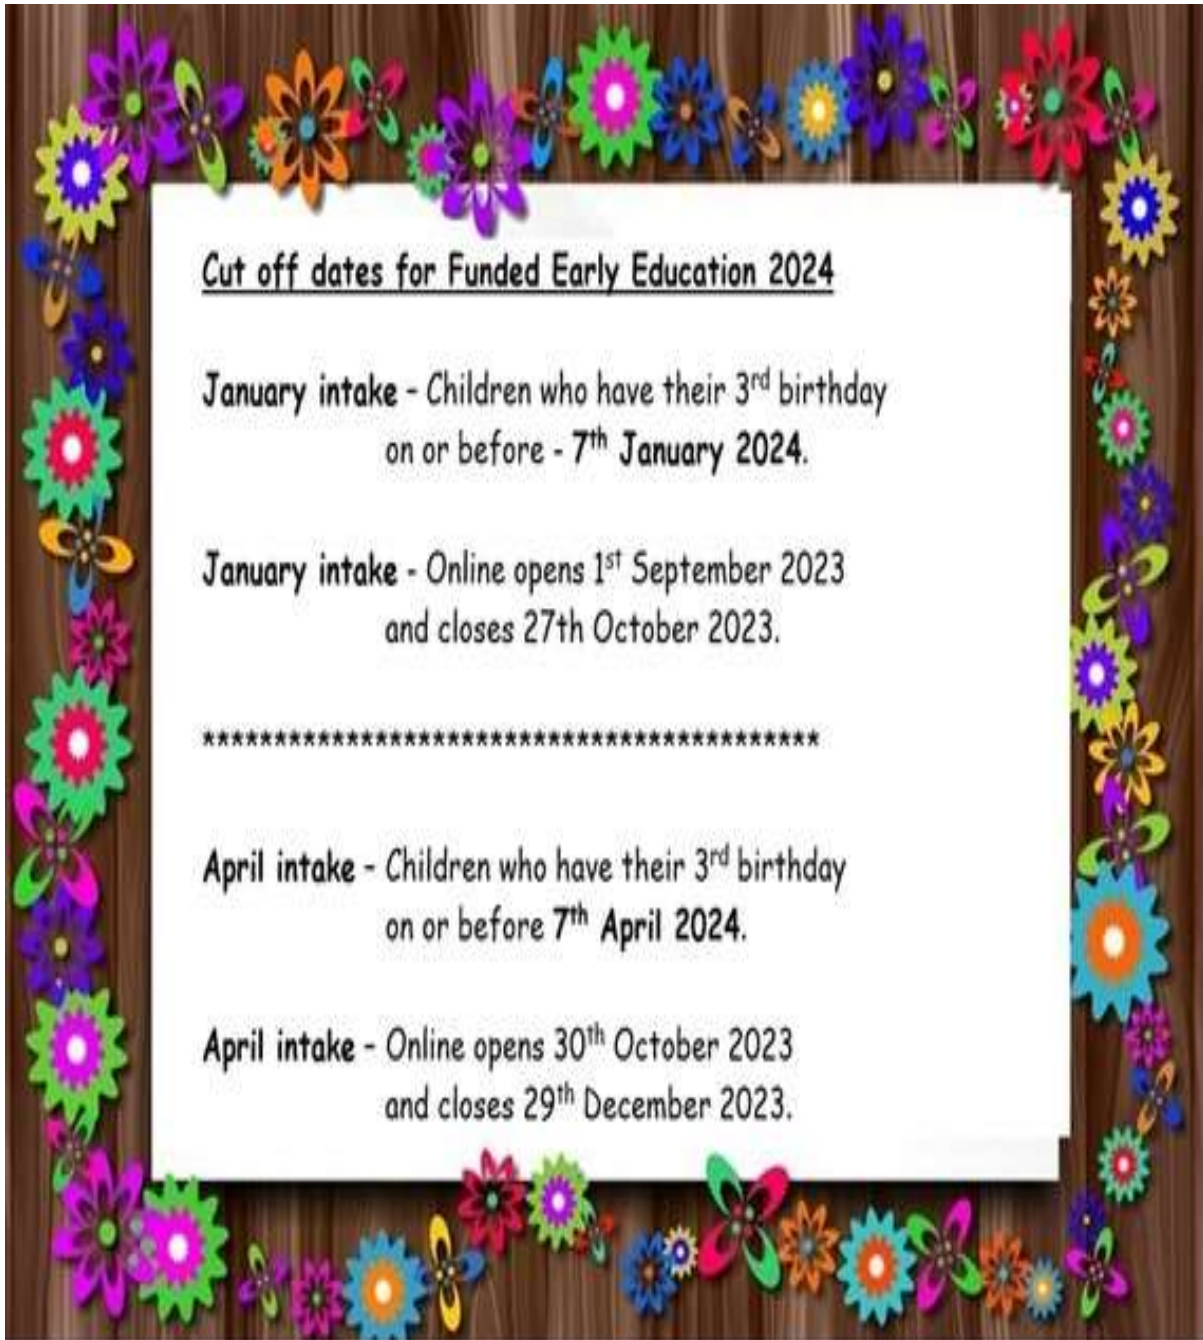 Cut off dates for Funded Early Education 2024
January intake - Children who have their 3rd birthday
on or before - 7th January 2024.
January intake - Online opens 1st September 2023
and closes 27th October 2023.
*******************************************
April intake - Children who have their 3rd birthday
on or before 7th April 2024.
April intake - Online opens 30th October 2023
and closes 29th December 2023.